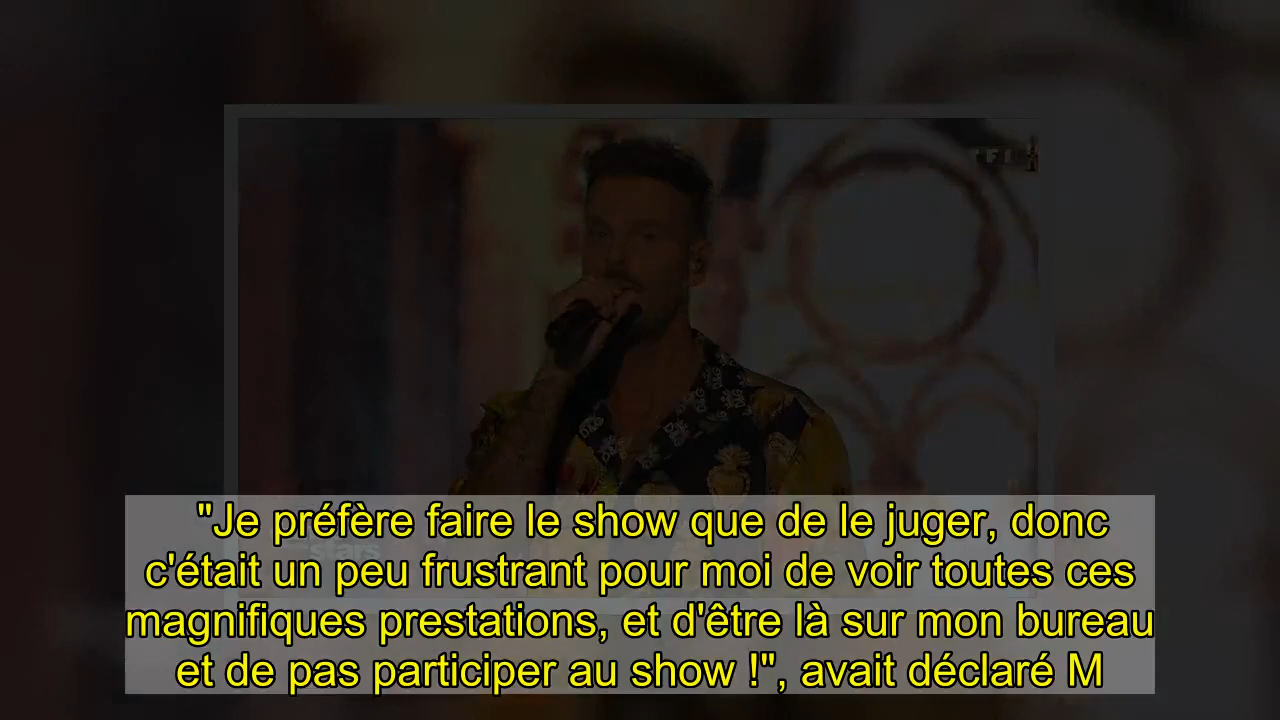 "Je préfère faire le show que de le juger, donc
c'était un peu frustrant pour moi de voir toutes ces
magnifiques prestations, et d'être là sur mon bureau
et de pas participer au show !", avait déclaré M
stars